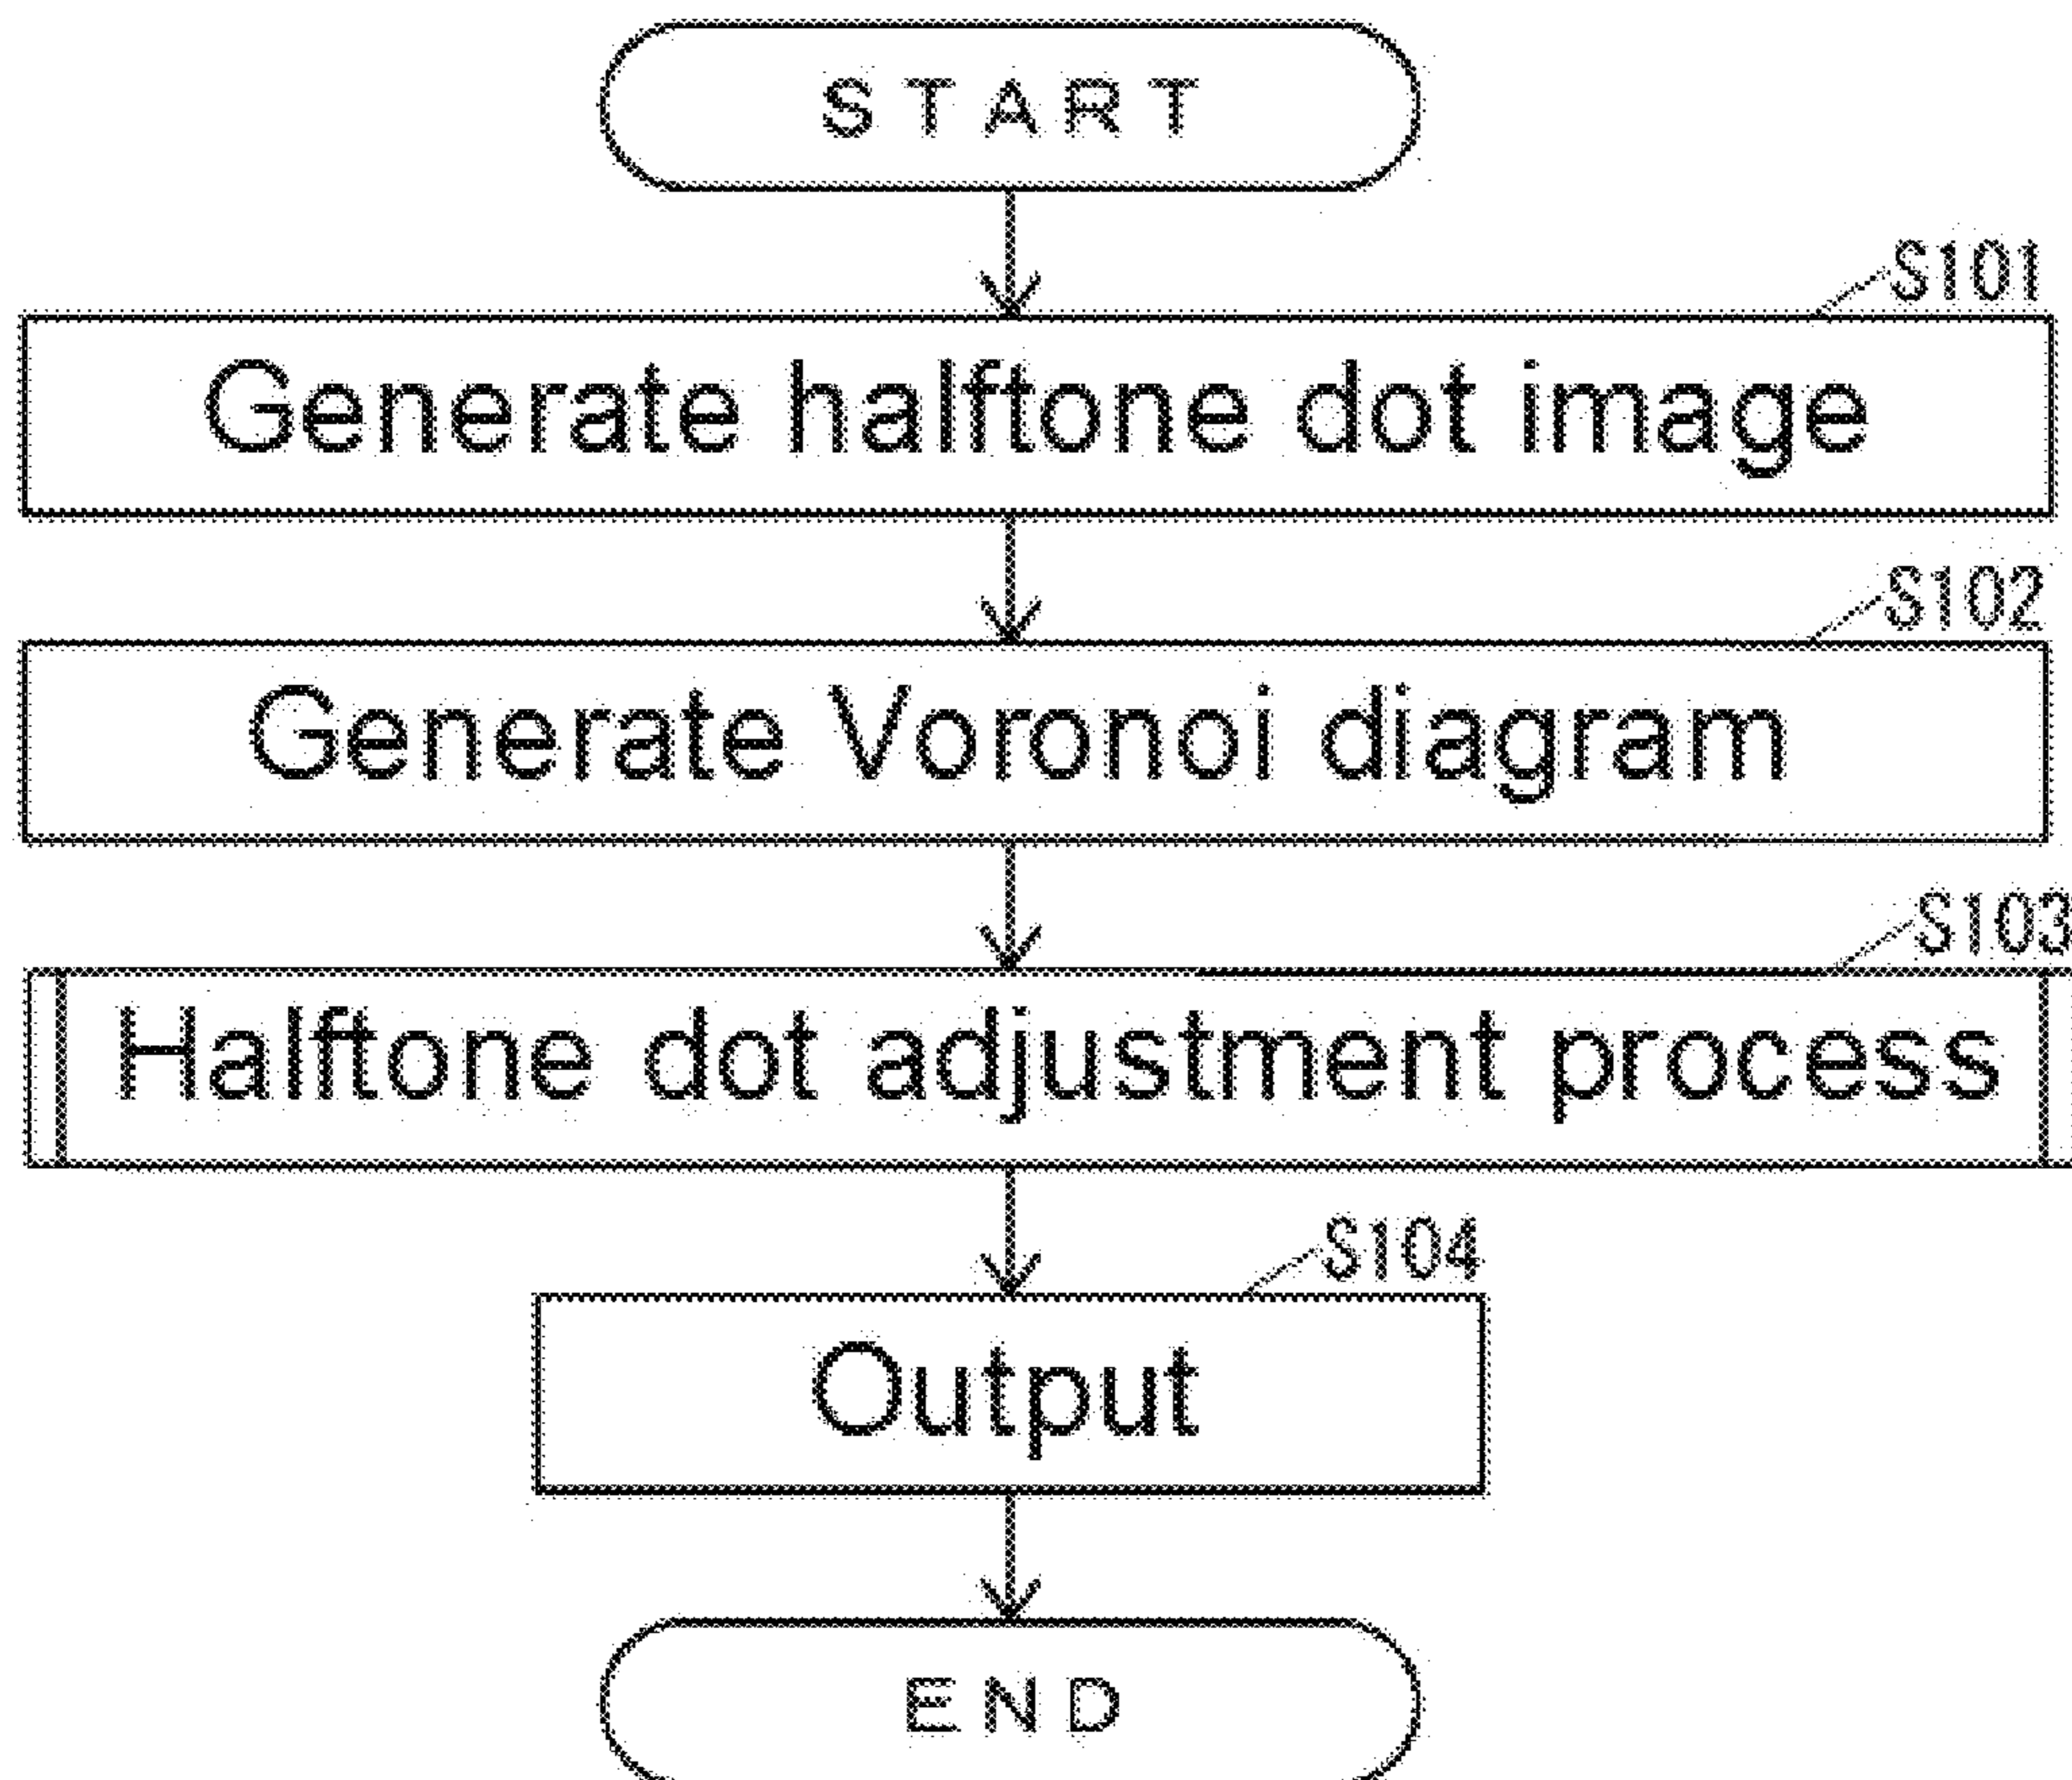 START
S101
Generate halftone dot image
S102
Generate Voronoi diagram
S103
Halftone dot adjustment process
S104
Output
END